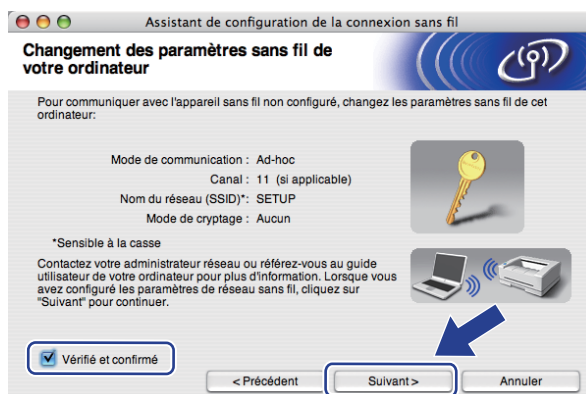 Assistant de configuration de la connexion sans fil
Changement des paramètres sans fil de
votre ordinateur
Pour communiquer avec l'appareil sans fil non configuré, changez les paramètres sans fil de cet
ordinateur:
Mode de communication : Ad-hoc
Canal : 11 (si applicable)
Nom du réseau (SSID)*: SETUP
Mode de cryptage : Aucun
*Sensible à la casse
Contactez votre administrateur réseau ou référez-vous au guide
utilisateur de votre ordinateur pour plus d'information. Lorsque vous
avez configuré les paramètres de réseau sans fil, cliquez sur
"Suivant" pour continuer.
Vérifié et confirmé
< Précédent
Suivant >
Annuler